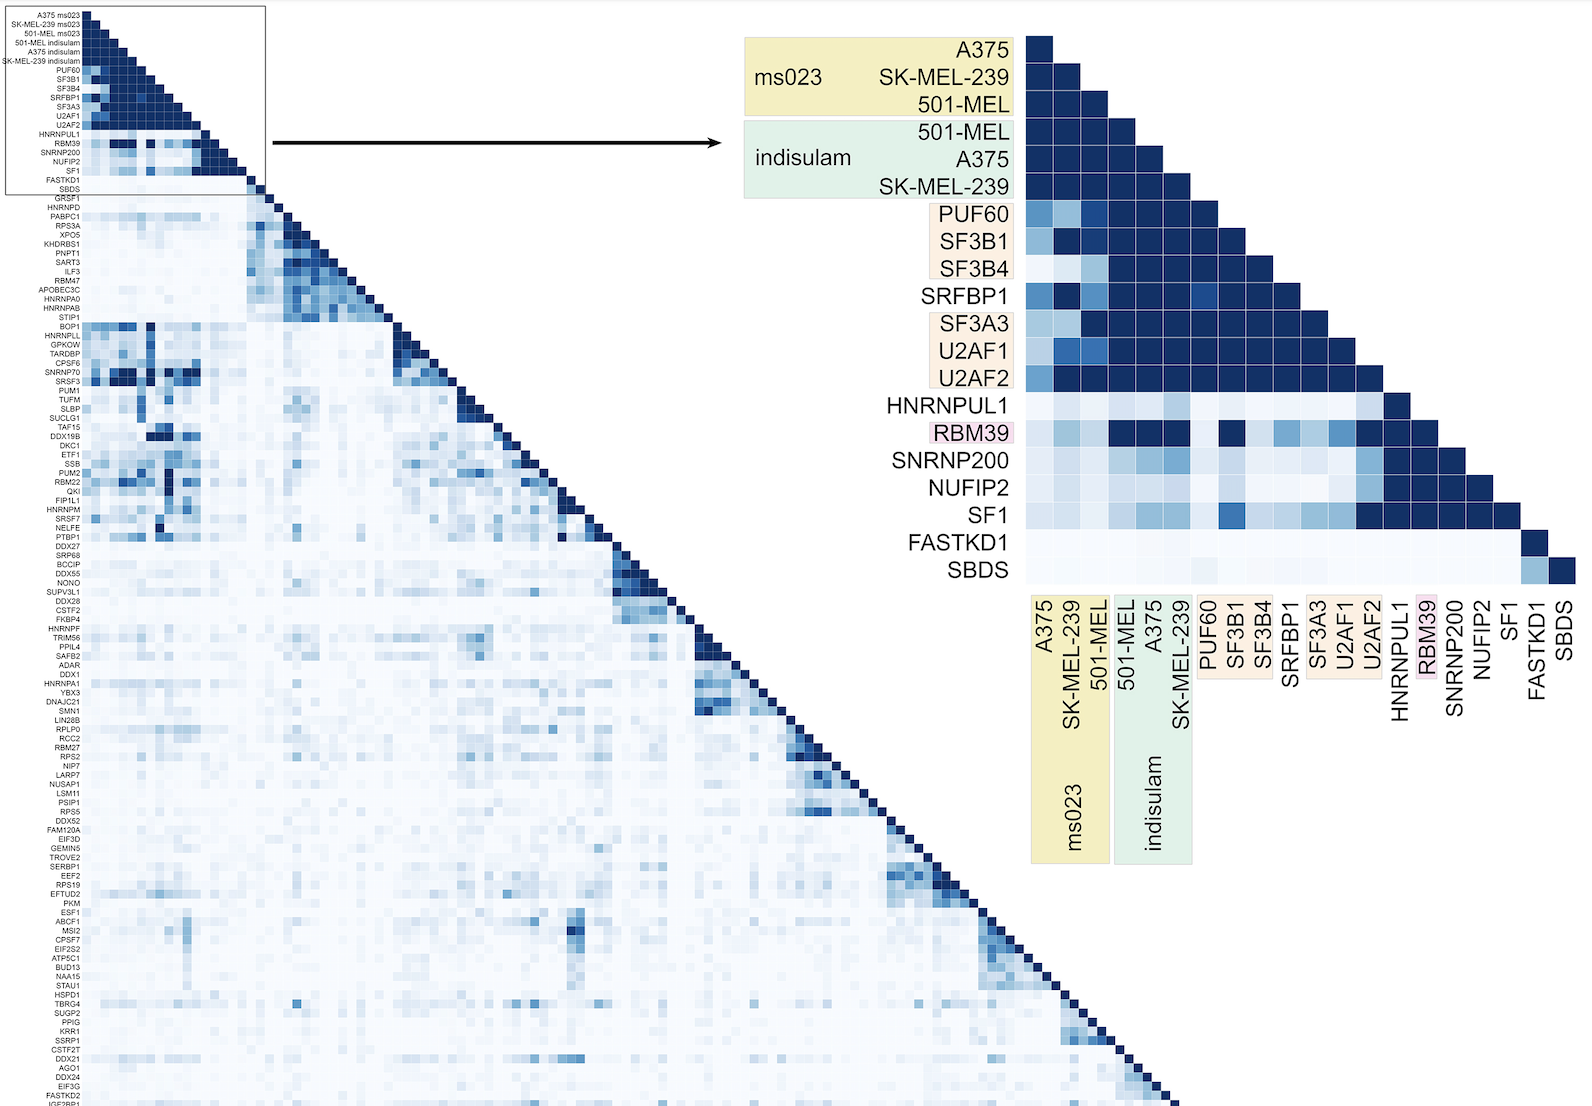 A375 ms023
SK-MEL-239 ms023
501-MEL ms023
501-MEL indisulam
A375 indisulam
SK-MEL-239 indisulam
PUF60
SF3B1
SF3B4
SRFBP1
SF3A3
U2AF1
U2AF2
HNRNPUL1
RBM39
SNRNP200
NUFIP2
SF1
FASTKD1
SBDS
GRSF1
HNRNPD
PABPC1
RPS3A
XPO5
KHDRBS1
PNPT1
SART3
ILF3
RBM47
APOBEC3C
HNRNPA0
HNRNPAB
STIP1
BOP1
HNRNPLL
GPKOW
TARDBP
CPSF6
SNRNP70
SRSF3
PUM1
TUFM
SLBP
SUCLG1
TAF15
DDX19B
DKC1
ETF1
SSB
PUM2
RBM22
QKI
FIP1L1
HNRNPM
SRSF7
NELFE
PTBP1
DDX27
SRP68
BCCIP
DDX55
NONO
SUPV3L1
DDX28
CSTF2
FKBP4
HNRNPF
TRIM56
PPIL4
SAFB2
ADAR
DDX1
HNRNPA1
YBX3
DNAJC21
SMN1
LIN28B
RPLP0
RCC2
RBM27
RPS2
NIP7
LARP7
NUSAP1
LSM11
PSIP1
RPS5
DDX52
FAM120A
EIF3D
GEMIN5
TROVE2
SERBP1
EEF2
RPS19
EFTUD2
PKM
ESF1
ABCF1
MSI2
CPSF7
EIF2S2
ATP5C1
BUD13
NAA15
STAU1
HSPD1
TBRG4
SUGP2
PPIG
KRR1
SSRP1
CSTF2T
DDX21
AGO1
DDX24
EIF3G
FASTKD2
IGF2BP1
A375
ms023 SK-MEL-239
501-MEL
501-MEL
indisulam A375
SK-MEL-239
PUF60
SF3B1
SF3B4
SRFBP1
SF3A3
U2AF1
U2AF2
HNRNPUL1
RBM39
SNRNP200
NUFIP2
SF1
FASTKD1
SBDS
A375
SK-MEL-239
501-MEL
501-MEL
A375
SK-MEL-239
PUF60
SF3B1
SF3B4
SRFBP1
SF3A3
U2AF1
U2AF2
HNRNPUL1
RBM39
SNRNP200
NUFIP2
SF1
FASTKD1
SBDS
ms023
indisulam